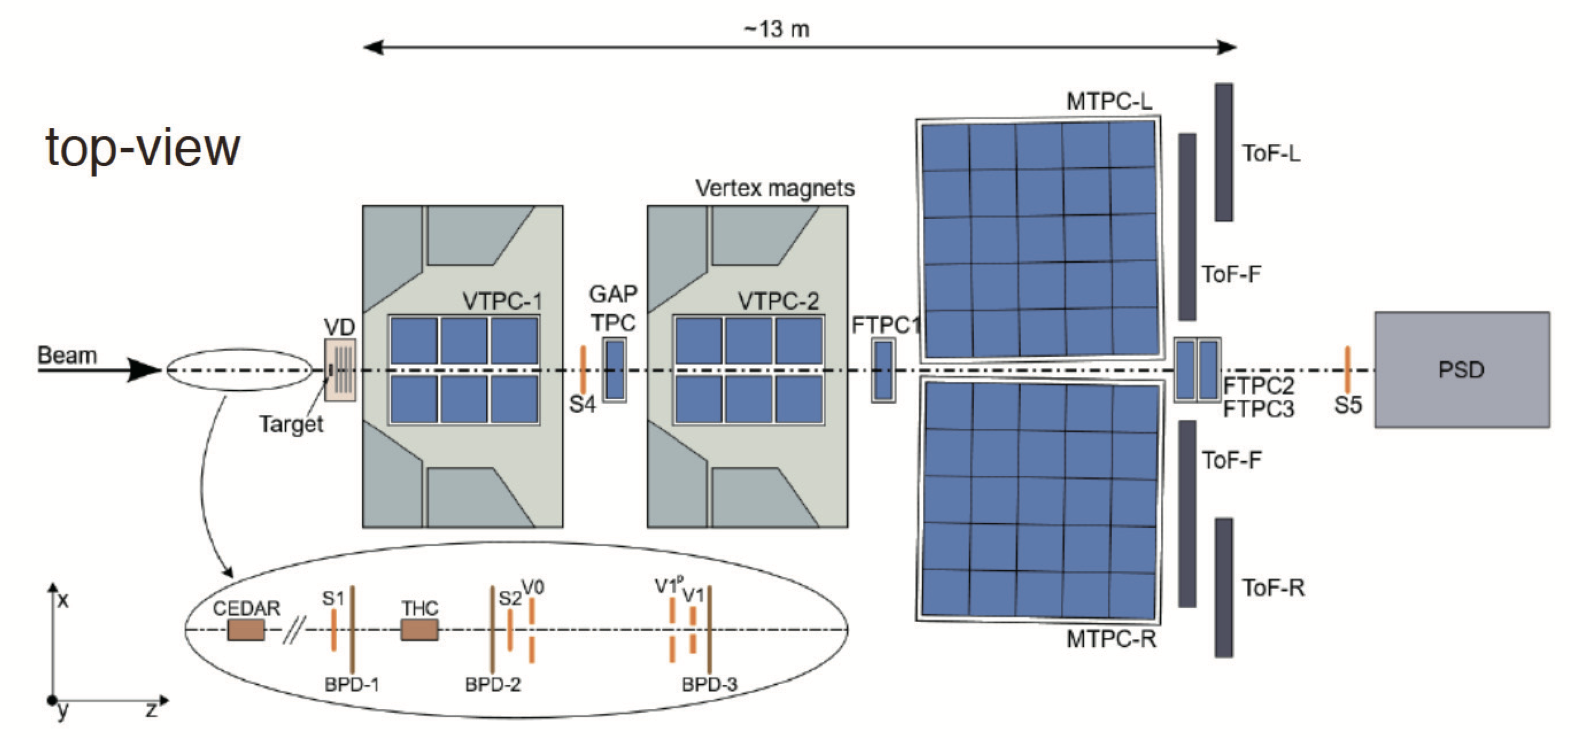 ~13 m
top-view
MTPC-L
ToF-L
Vertex magnets
ToF-F
VTPC-1
GAP
TPC
VTPC-2
FTPC1
VD
Beam
Target
S4
FTPC2
FTPC3
S5
PSD
ToF-F
ToF-R
MTPC-R
CEDAR
S1
THC
S2
V0
V1ᵖ
V1
BPD-1
BPD-2
BPD-3
x
y
z